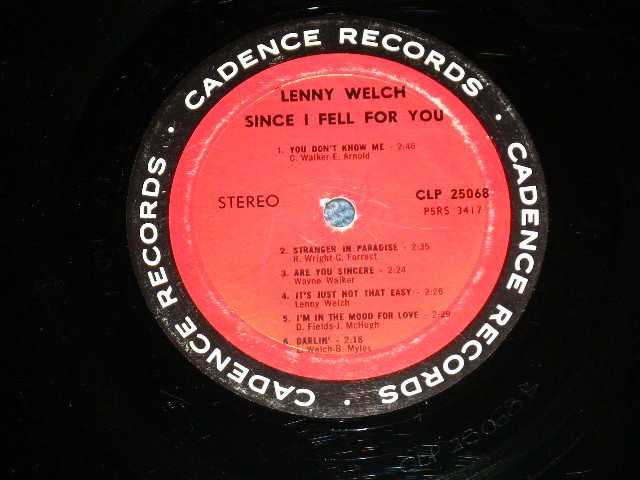 CADENCE RECORDS · CADENCE RECORDS · CADENCE RECORDS ·
LENNY WELCH
SINCE I FELL FOR YOU
1. YOU DON'T KNOW ME - 2:46
C. Walker-E. Arnold
STEREO
CLP 25068
PSRS 3417
2. STRANGER IN PARADISE - 2:35
R. Wright-G. Forrest
3. ARE YOU SINCERE - 2:24
Wayne Walker
4. IT'S JUST NOT THAT EASY - 2:26
Lenny Welch
5. I'M IN THE MOOD FOR LOVE - 2:29
D. Fields-J. McHugh
6. DARLIN' - 2:18
L. Welch-B. Myles
CLP 25068 A